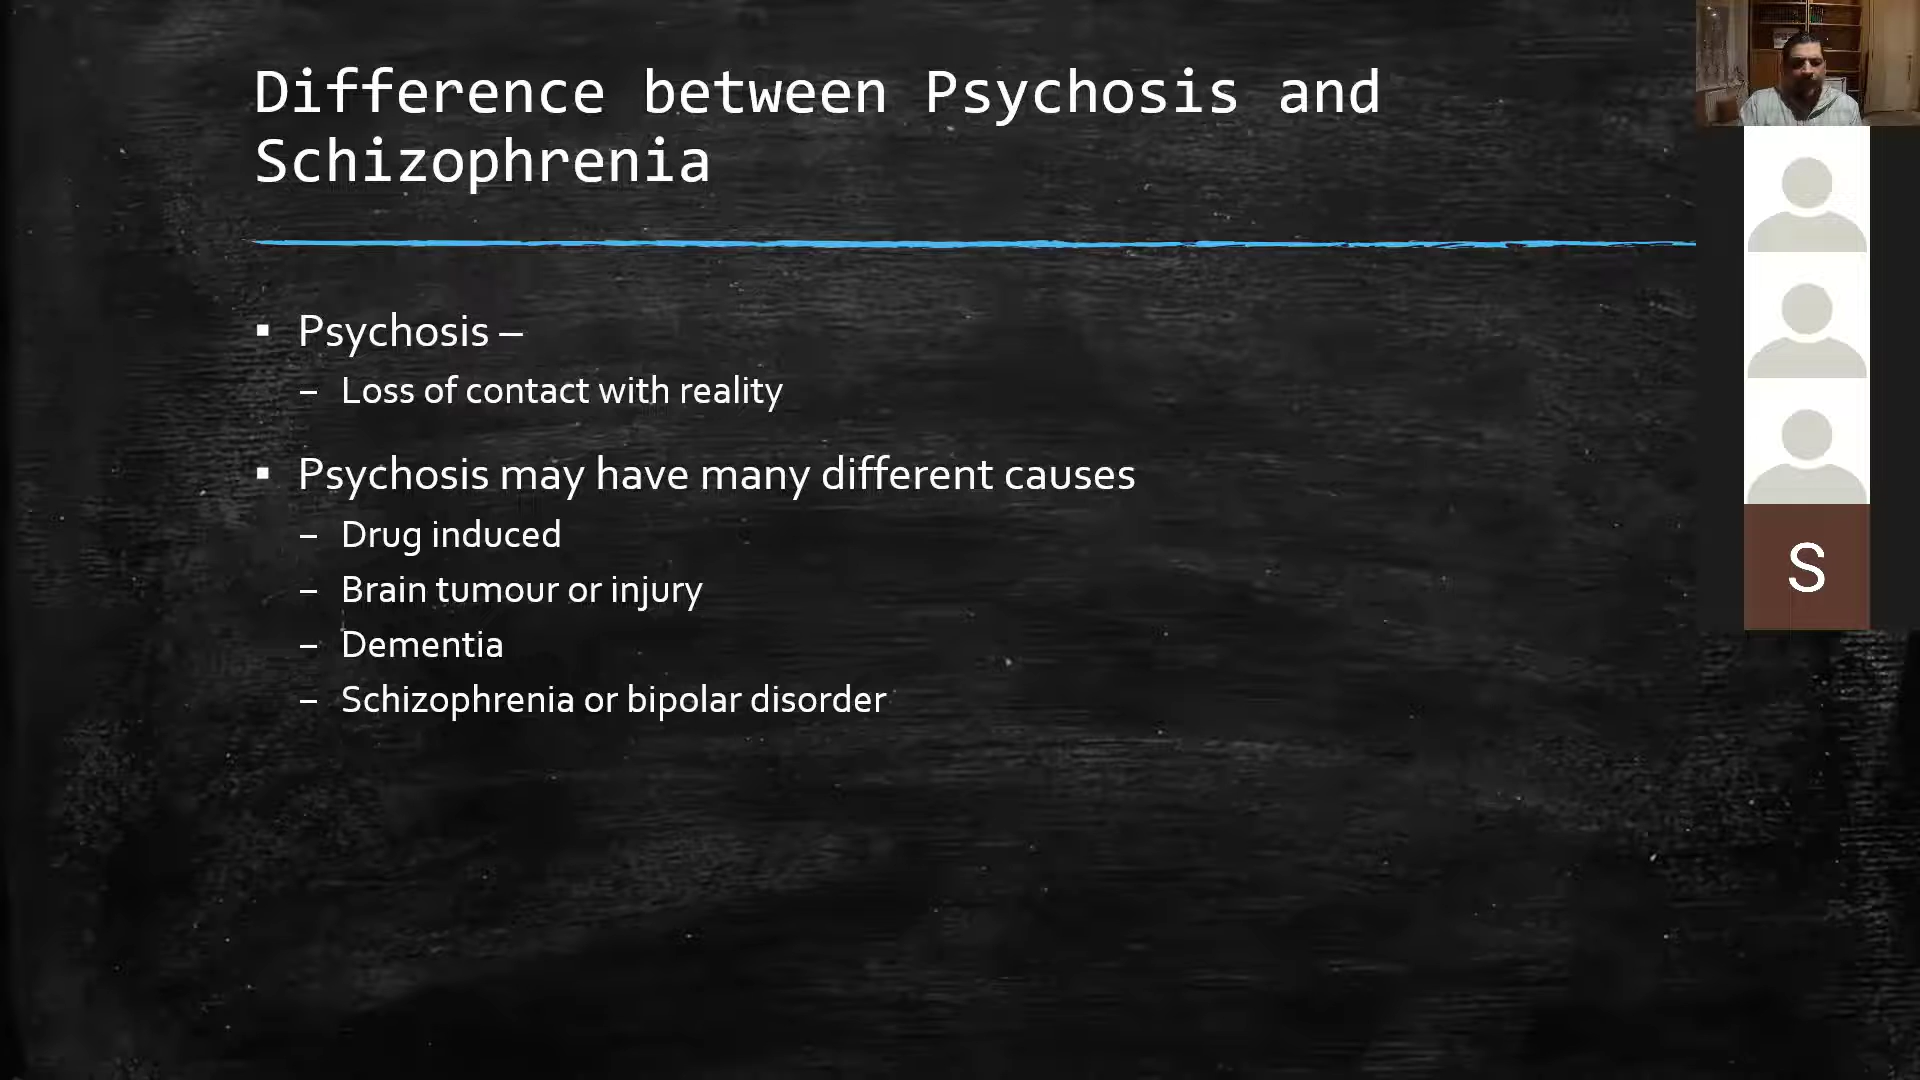 Difference between Psychosis and
Schizophrenia
▪ Psychosis –
– Loss of contact with reality
▪ Psychosis may have many different causes
– Drug induced
– Brain tumour or injury
– Dementia
– Schizophrenia or bipolar disorder
S